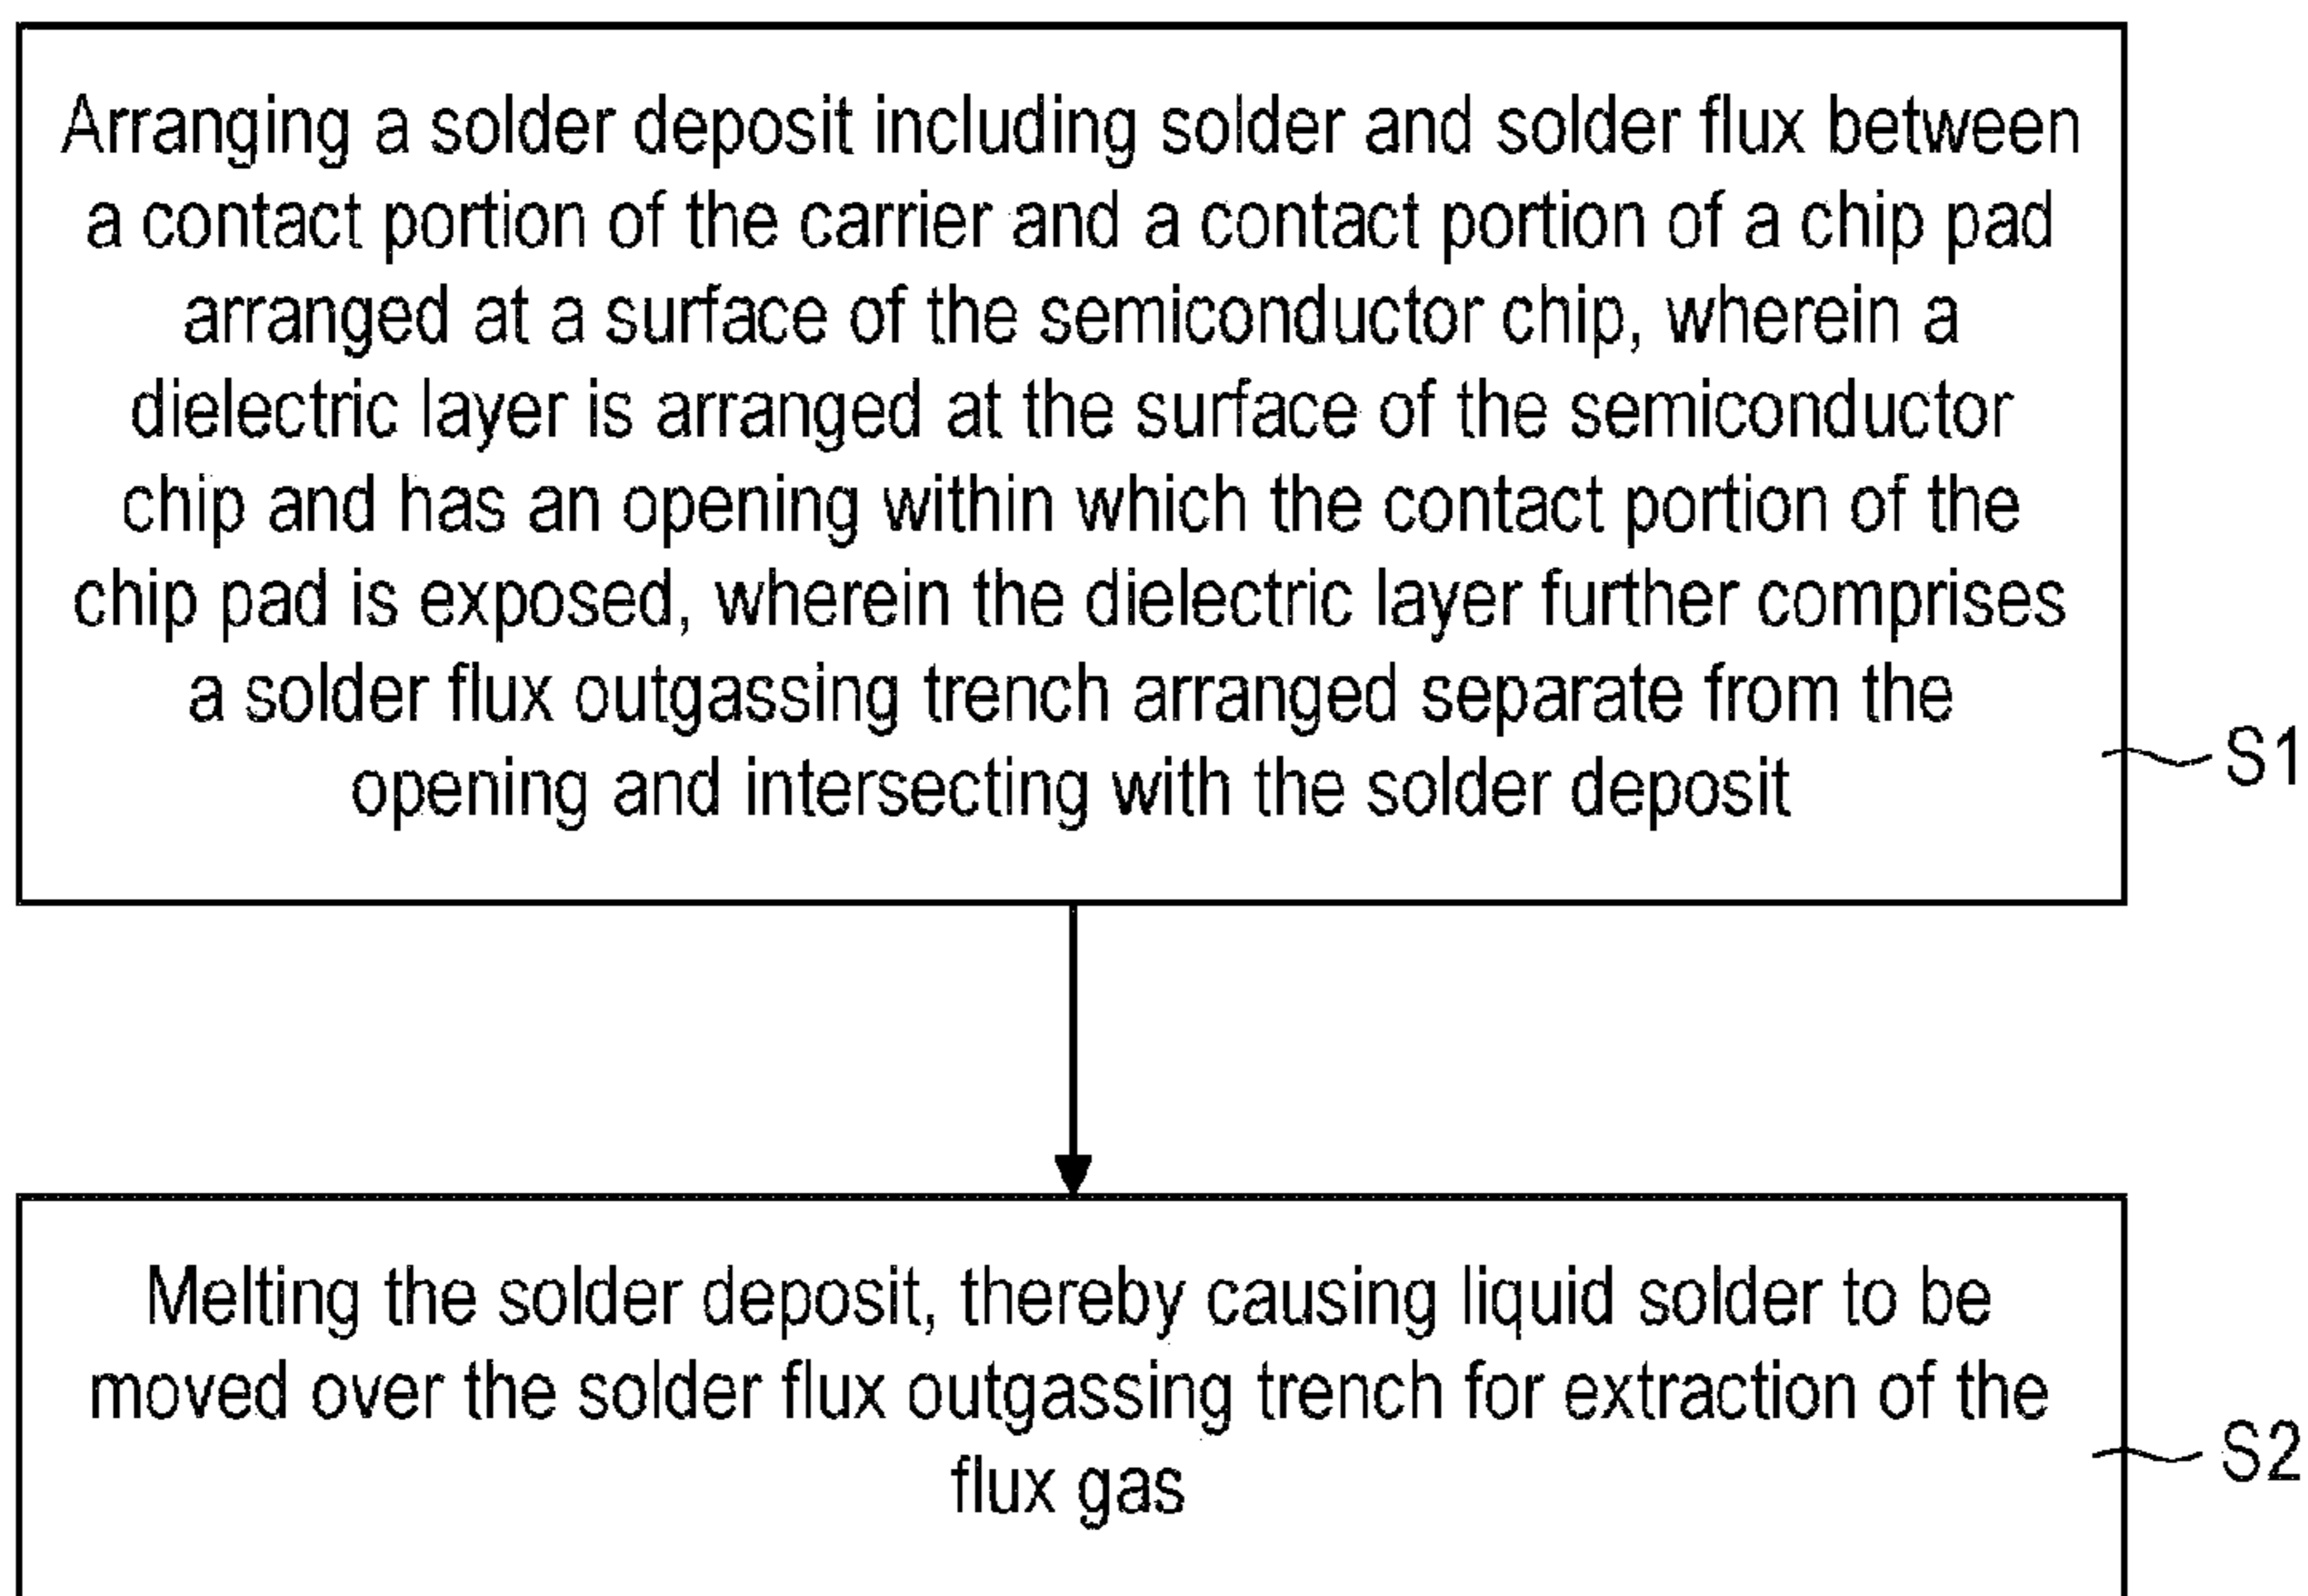 Arranging a solder deposit including solder and solder flux between
a contact portion of the carrier and a contact portion of a chip pad
arranged at a surface of the semiconductor chip, wherein a
dielectric layer is arranged at the surface of the semiconductor
chip and has an opening within which the contact portion of the
chip pad is exposed, wherein the dielectric layer further comprises
a solder flux outgassing trench arranged separate from the
opening and intersecting with the solder deposit
S1
Melting the solder deposit, thereby causing liquid solder to be
moved over the solder flux outgassing trench for extraction of the
flux gas
S2